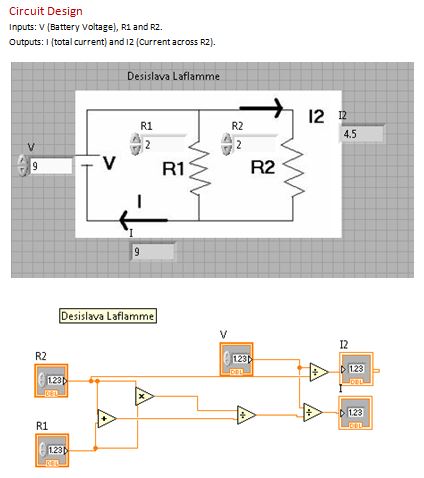 Circuit Design
Inputs: V (Battery Voltage), R1 and R2.
Outputs: I (total current) and I2 (Current across R2).
Desislava Laflamme
I2
I2
R1
R2
2
2
4.5
V
9
V
R1
R2
I
I
9
Desislava Laflamme
V
I2
R2
1.23
1.23
DBL
1.23
DBL
DBL
I
R1
1.23
DBL
1.23
DBL